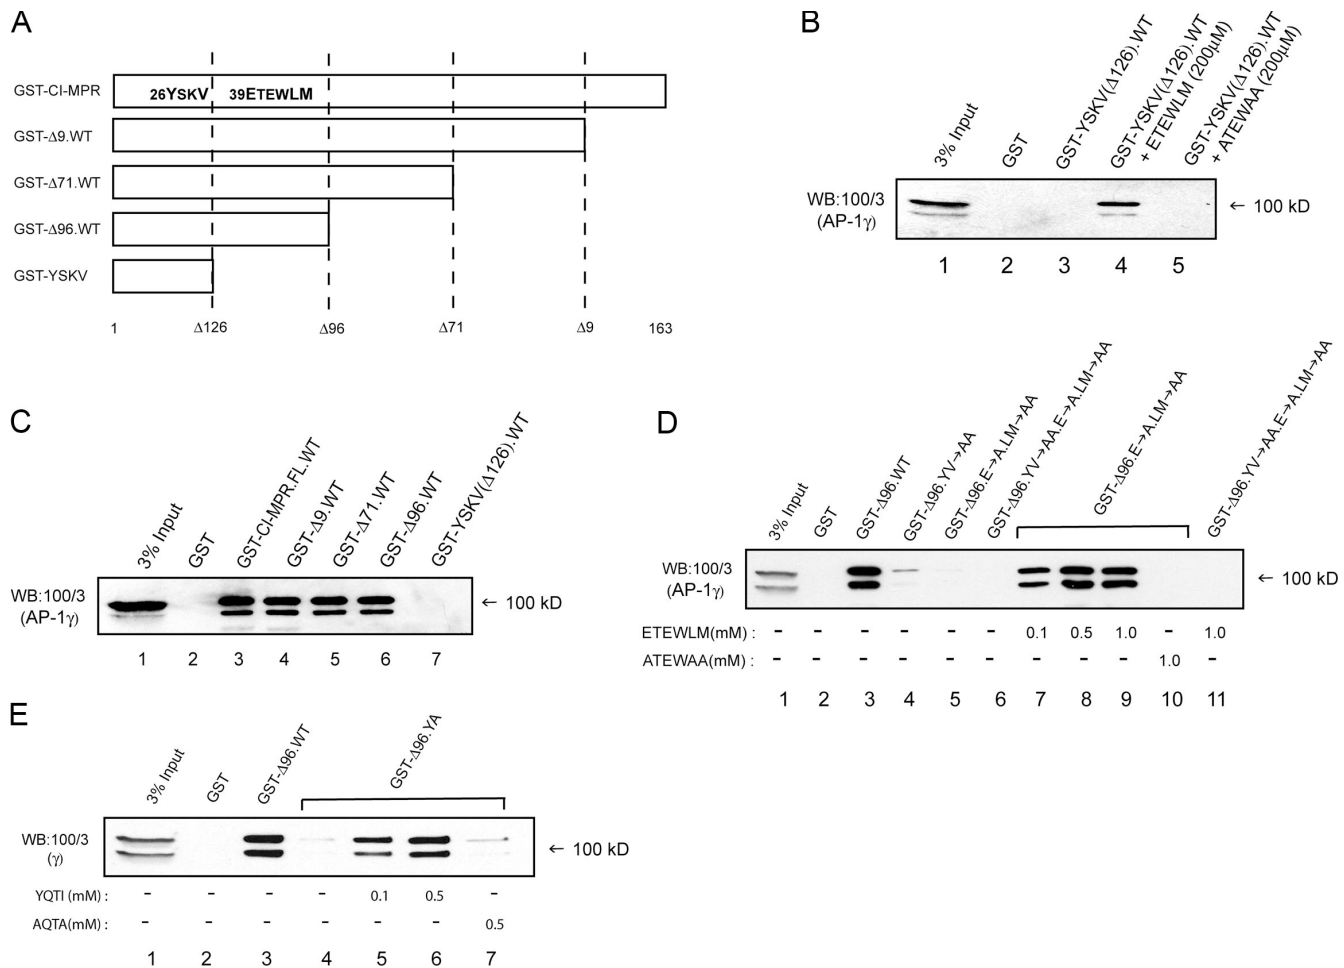 A
GST-CI-MPR
26YSKV 39ETEWLM
GST-Δ9.WT
GST-Δ71.WT
GST-Δ96.WT
GST-YSKV
1 Δ126 Δ96 Δ71 Δ9 163
B
3% Input
GST
GST-YSKV(Δ126).WT
GST-YSKV(Δ126).WT
+ ETEWLM (200μM)
GST-YSKV(Δ126).WT
+ ATEWAA (200μM)
WB:100/3
(AP-1γ)
← 100 kD
1 2 3 4 5
C
3% Input
GST
GST-CI-MPR.FL.WT
GST-Δ9.WT
GST-Δ71.WT
GST-Δ96.WT
GST-YSKV(Δ126).WT
WB:100/3
(AP-1γ)
← 100 kD
1 2 3 4 5 6 7
D
3% Input
GST
GST-Δ96.WT
GST-Δ96.YV→AA
GST-Δ96.E→A.LM→AA
GST-Δ96.YV→AA.E→A.LM→AA
GST-Δ96.E→A.LM→AA
GST-Δ96.YV→AA.E→A.LM→AA
WB:100/3
(AP-1γ)
← 100 kD
ETEWLM(mM) : - - - - - - 0.1 0.5 1.0 - 1.0
ATEWAA(mM) : - - - - - - - - - 1.0 -
1 2 3 4 5 6 7 8 9 10 11
E
3% Input
GST
GST-Δ96.WT
GST-Δ96.YA
WB:100/3
(γ)
← 100 kD
YQTI (mM) : - - - - 0.1 0.5 -
AQTA(mM) : - - - - - - 0.5
1 2 3 4 5 6 7